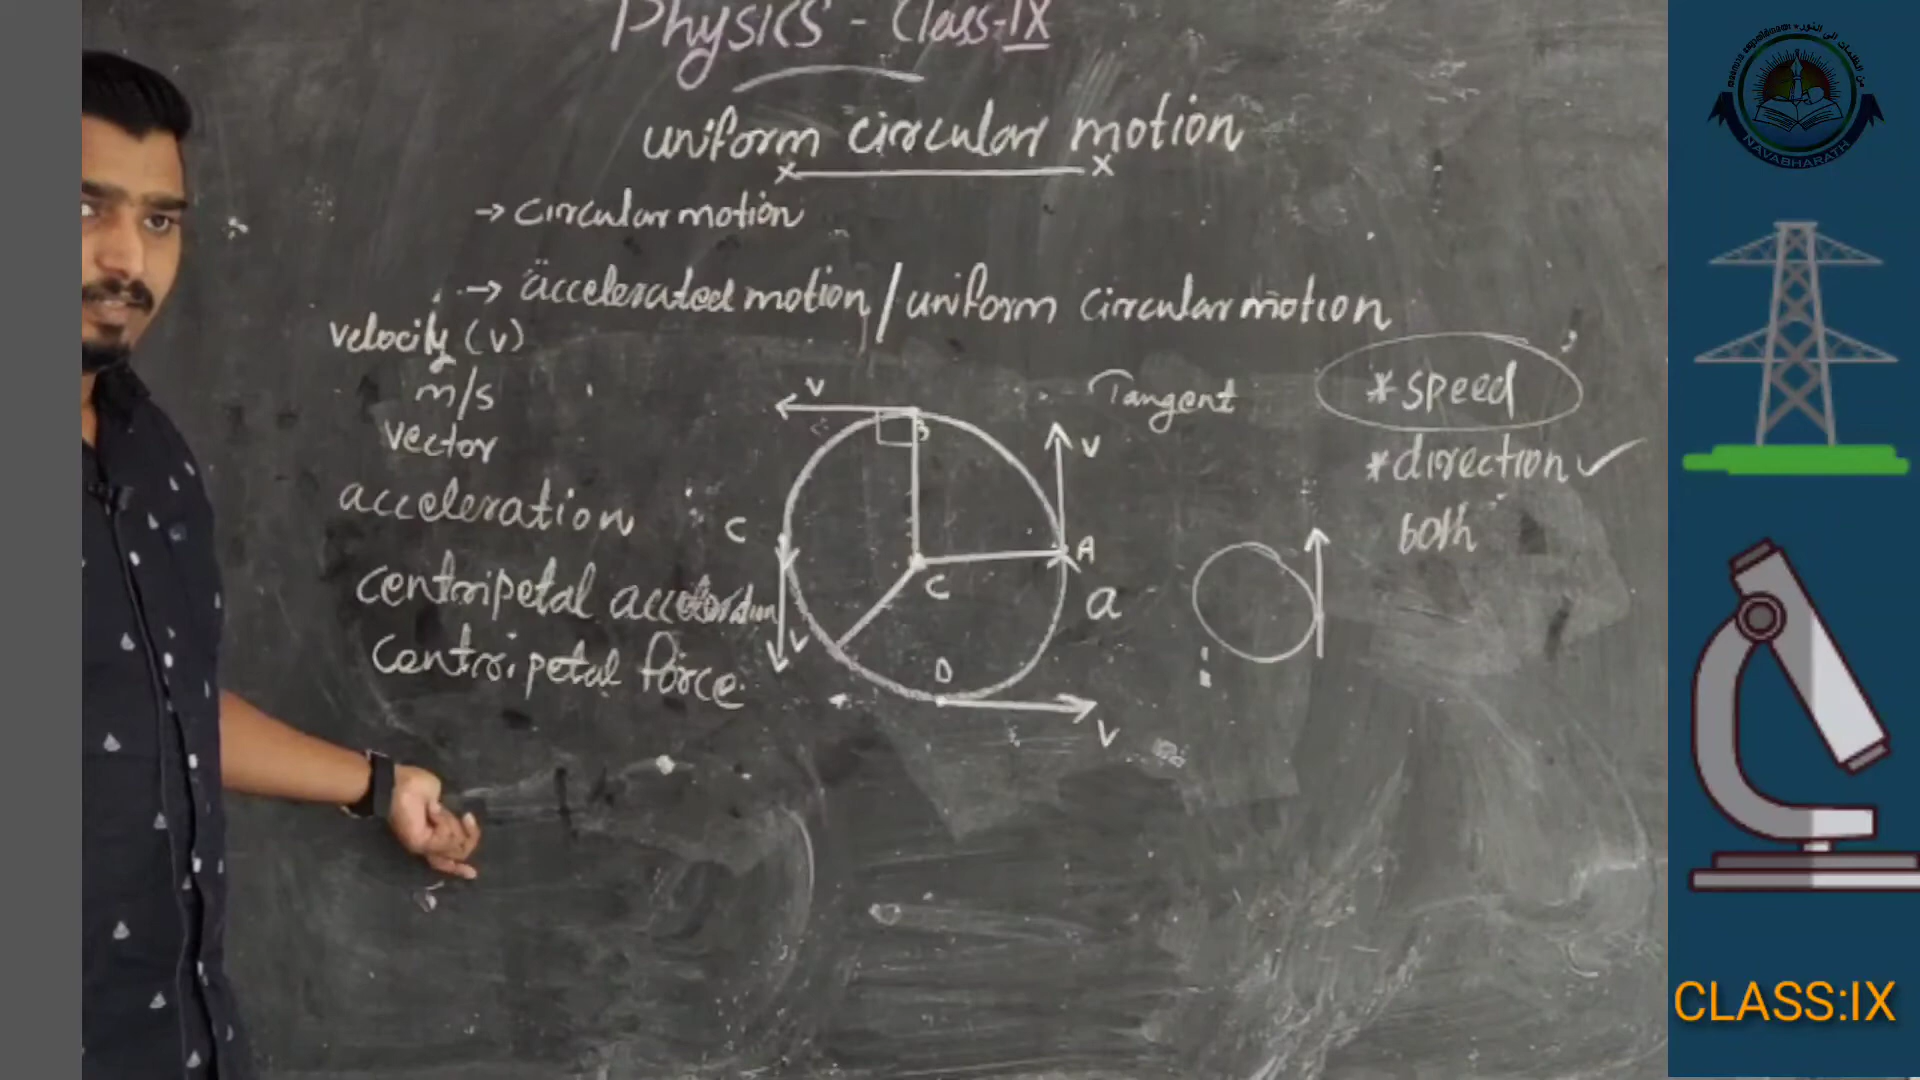 Physics - Class-IX
uniform circular motion
x x
→ circular motion
→ accelerated motion / uniform circular motion
velocity (v)
m/s
vector
acceleration
centripetal acceleration
centripetal force.
v
B
Tangent
v
A
a
C
C
v
D
v
* speed
* direction ✓
both
NAVABHARATH
CLASS:IX